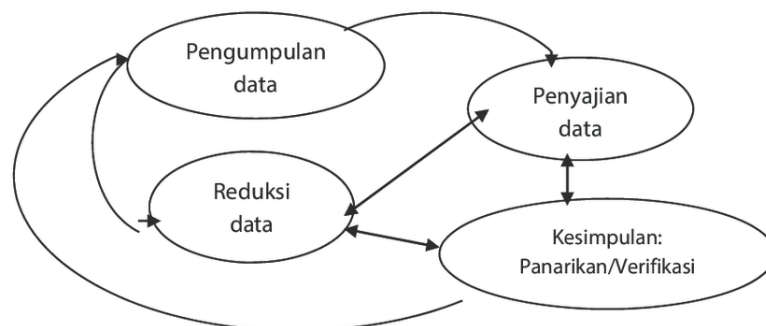 Pengumpulan
data
Penyajian
data
Reduksi
data
Kesimpulan:
Panarikan/Verifikasi